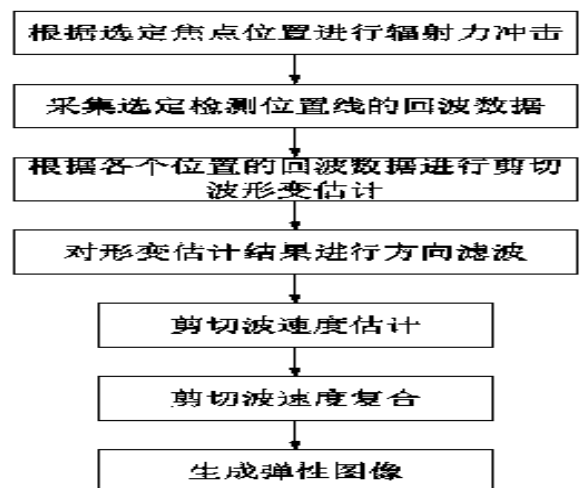 根据选定焦点位置进行辐射力冲击
采集选定检测位置线的回波数据
根据各个位置的回波数据进行剪切
波形变估计
对形变估计结果进行方向滤波
剪切波速度估计
剪切波速度复合
生成弹性图像